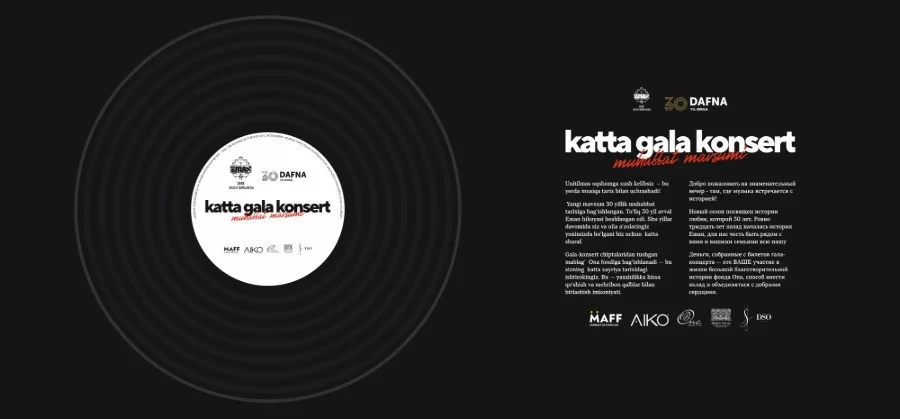 30 DAFNA
katta gala konsert
muhabbat mavsumi
MAFF
AIKO
Ona
DSO
30 DAFNA
katta gala konsert
muhabbat mavsumi
Unitilmas oqshomga xush kelibsiz — bu
yerda musiqa tarix bilan uchrashadi!
Yangi mavsum 30 yillik muhabbat
tarixiga bag'ishlangan. To'liq 30 yil avval
Eman hikoyasi boshlangan edi. Shu yillar
davomida siz va oila a'zolaringiz
yonimizda bo'lgani biz uchun katta
sharaf
Gala-konsert chiptalaridan tushgan
mablag' Ona fondiga bag'ishlanadi — bu
sizning katta xayriya tarixidagi
ishtirokingiz. Bu — yaxshilikka hissa
qo'shish va mehribon qalblar bilan
birlashish imkoniyati.
Добро пожаловать на знаменательный
вечер - там, где музыка встречается с
историей!
Новый сезон посвящен истории
любви, которой 30 лет. Ровно
тридцать лет назад началась история
Eman, для нас честь быть рядом с
вами и вашими семьями всю нашу
Деньги, собранные с билетов гала-
концерта — это ВАШЕ участие в
жизни большой благотворительной
истории фонда Ona, способ внести
вклад и объединиться с добрыми
сердцами.
MAFF
AIKO
Ona
DSO